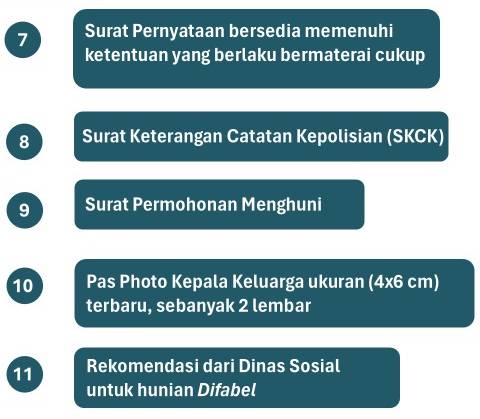 7
Surat Pernyataan bersedia memenuhi
ketentuan yang berlaku bermaterai cukup
8
Surat Keterangan Catatan Kepolisian (SKCK)
9
Surat Permohonan Menghuni
10
Pas Photo Kepala Keluarga ukuran (4x6 cm)
terbaru, sebanyak 2 lembar
11
Rekomendasi dari Dinas Sosial
untuk hunian Difabel